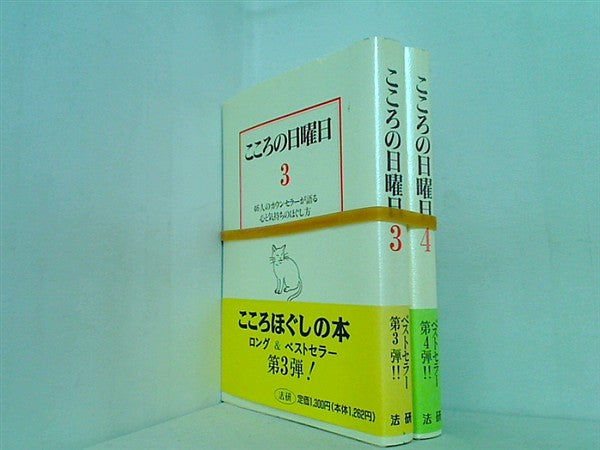 こころの日曜日
3
46人のカウンセラーが語る
心と気持ちのほぐし方
こころほぐしの本
ロング & ベストセラー
第3弾!
法研 定価1,300円(本体1,262円)
こころの日曜日 3
ベストセラー
第3弾!!
法研
こころの日曜日 4
ベストセラー
第4弾!!
法研